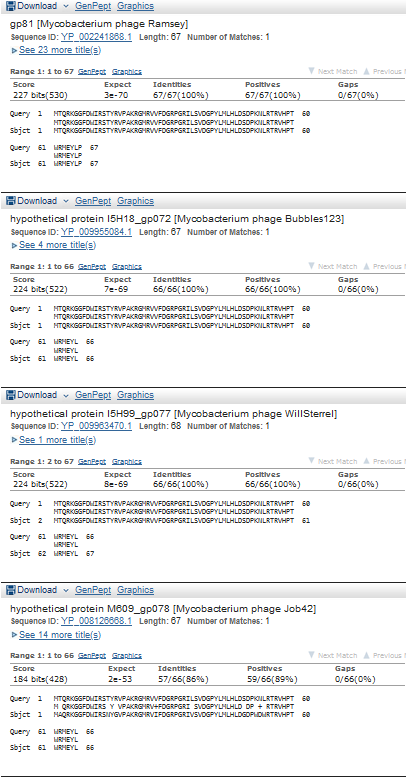 Download GenPept Graphics
gp81 [Mycobacterium phage Ramsey]
Sequence ID: YP_002241868.1 Length: 67 Number of Matches: 1
See 23 more title(s)
Range 1: 1 to 67 GenPept Graphics Next Match Previous
Score Expect Identities Positives Gaps
227 bits(530) 3e-70 67/67(100%) 67/67(100%) 0/67(0%)
Query 1 MTQRKGGFDWIRSTYRVPAKRGMRVVFDGRPGRILSVDGPYLMLHLDSDPKNLRTRVHPT 60
MTQRKGGFDWIRSTYRVPAKRGMRVVFDGRPGRILSVDGPYLMLHLDSDPKNLRTRVHPT
Sbjct 1 MTQRKGGFDWIRSTYRVPAKRGMRVVFDGRPGRILSVDGPYLMLHLDSDPKNLRTRVHPT 60
Query 61 WRMEYLP 67
WRMEYLP
Sbjct 61 WRMEYLP 67
Download GenPept Graphics
hypothetical protein I5H18_gp072 [Mycobacterium phage Bubbles123]
Sequence ID: YP_009955084.1 Length: 67 Number of Matches: 1
See 4 more title(s)
Range 1: 1 to 66 GenPept Graphics Next Match Previous
Score Expect Identities Positives Gaps
224 bits(522) 7e-69 66/66(100%) 66/66(100%) 0/66(0%)
Query 1 MTQRKGGFDWIRSTYRVPAKRGMRVVFDGRPGRILSVDGPYLMLHLDSDPKNLRTRVHPT 60
MTQRKGGFDWIRSTYRVPAKRGMRVVFDGRPGRILSVDGPYLMLHLDSDPKNLRTRVHPT
Sbjct 1 MTQRKGGFDWIRSTYRVPAKRGMRVVFDGRPGRILSVDGPYLMLHLDSDPKNLRTRVHPT 60
Query 61 WRMEYL 66
WRMEYL
Sbjct 61 WRMEYL 66
Download GenPept Graphics
hypothetical protein I5H99_gp077 [Mycobacterium phage WillSterrel]
Sequence ID: YP_009963470.1 Length: 68 Number of Matches: 1
See 1 more title(s)
Range 1: 2 to 67 GenPept Graphics Next Match Previous
Score Expect Identities Positives Gaps
224 bits(522) 8e-69 66/66(100%) 66/66(100%) 0/66(0%)
Query 1 MTQRKGGFDWIRSTYRVPAKRGMRVVFDGRPGRILSVDGPYLMLHLDSDPKNLRTRVHPT 60
MTQRKGGFDWIRSTYRVPAKRGMRVVFDGRPGRILSVDGPYLMLHLDSDPKNLRTRVHPT
Sbjct 2 MTQRKGGFDWIRSTYRVPAKRGMRVVFDGRPGRILSVDGPYLMLHLDSDPKNLRTRVHPT 61
Query 61 WRMEYL 66
WRMEYL
Sbjct 62 WRMEYL 67
Download GenPept Graphics
hypothetical protein M609_gp078 [Mycobacterium phage Job42]
Sequence ID: YP_008126668.1 Length: 67 Number of Matches: 1
See 14 more title(s)
Range 1: 1 to 66 GenPept Graphics Next Match Previous
Score Expect Identities Positives Gaps
184 bits(428) 2e-53 57/66(86%) 59/66(89%) 0/66(0%)
Query 1 MTQRKGGFDWIRSTYRVPAKRGMRVVFDGRPGRILSVDGPYLMLHLDSDPKNLRTRVHPT 60
M QRKGGFDWIRS Y VPAKRGMRV+FDGRPGRI SVDGPYLMLHLD DP + RTRVHPT
Sbjct 1 MAQRKGGFDWIRSNYGVPAKRGMRVIFDGRPGRIVSVDGPYLMLHLDGDPWDMRTRVHPT 60
Query 61 WRMEYL 66
WRMEYL
Sbjct 61 WRMEYL 66